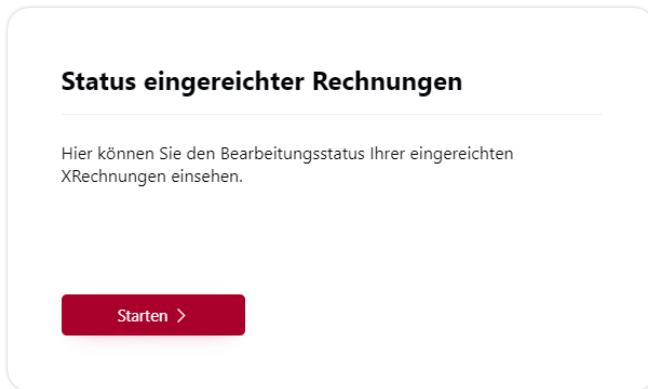 Status eingereichter Rechnungen
Hier können Sie den Bearbeitungsstatus Ihrer eingereichten
XRechnungen einsehen.
Starten